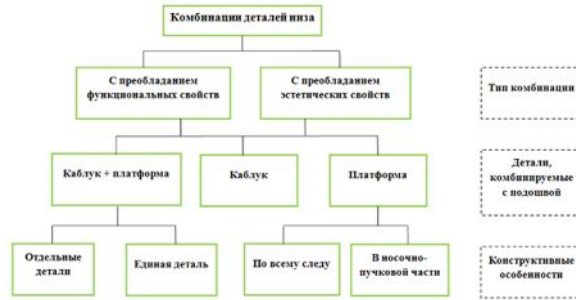 Комбинации деталей низа
С преобладанием
функциональных свойств
С преобладанием
эстетических свойств
Тип комбинации
Каблук + платформа
Каблук
Платформа
Детали,
комбинируемые
с подошвой
Отдельные
детали
Единая деталь
По всему следу
В носочно-
пучковой части
Конструктивные
особенности